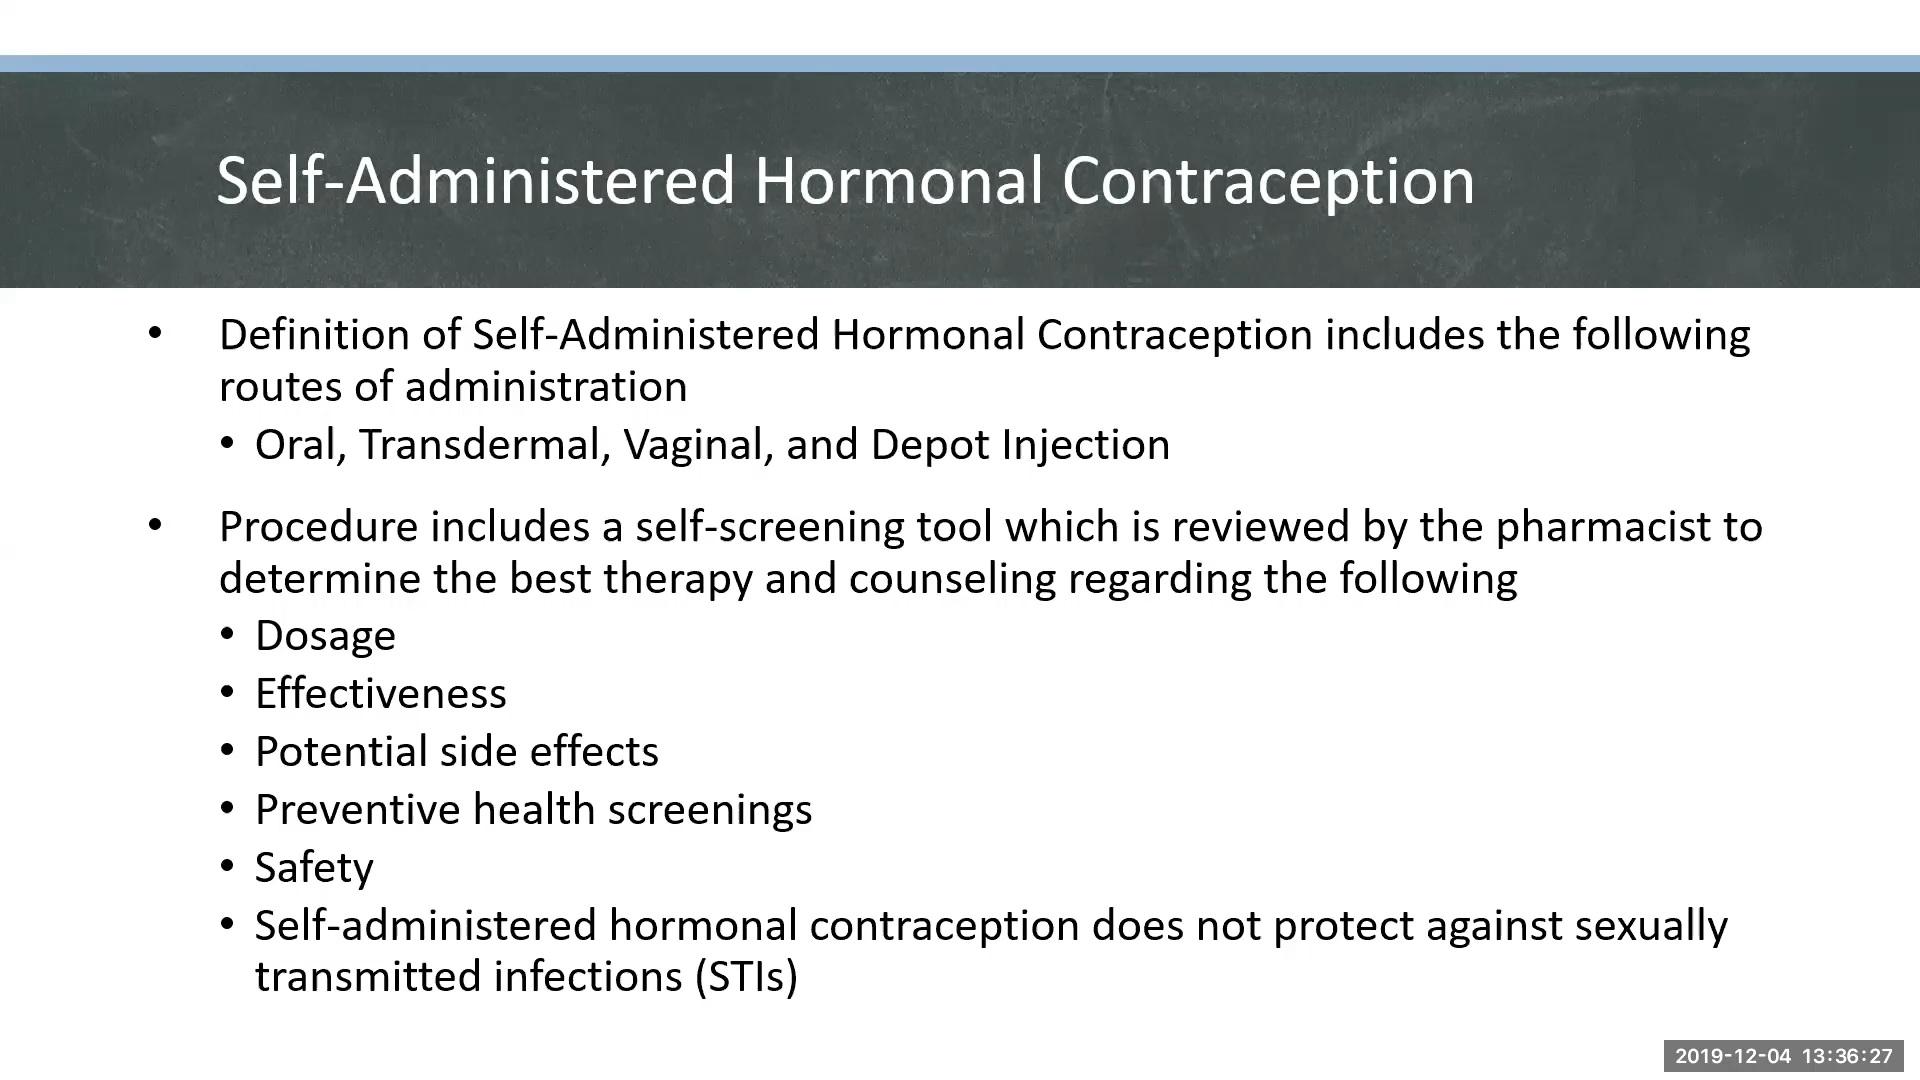 Self-Administered Hormonal Contraception
• Definition of Self-Administered Hormonal Contraception includes the following
routes of administration
• Oral, Transdermal, Vaginal, and Depot Injection
• Procedure includes a self-screening tool which is reviewed by the pharmacist to
determine the best therapy and counseling regarding the following
• Dosage
• Effectiveness
• Potential side effects
• Preventive health screenings
• Safety
• Self-administered hormonal contraception does not protect against sexually
transmitted infections (STIs)
2019-12-04 13:36:27